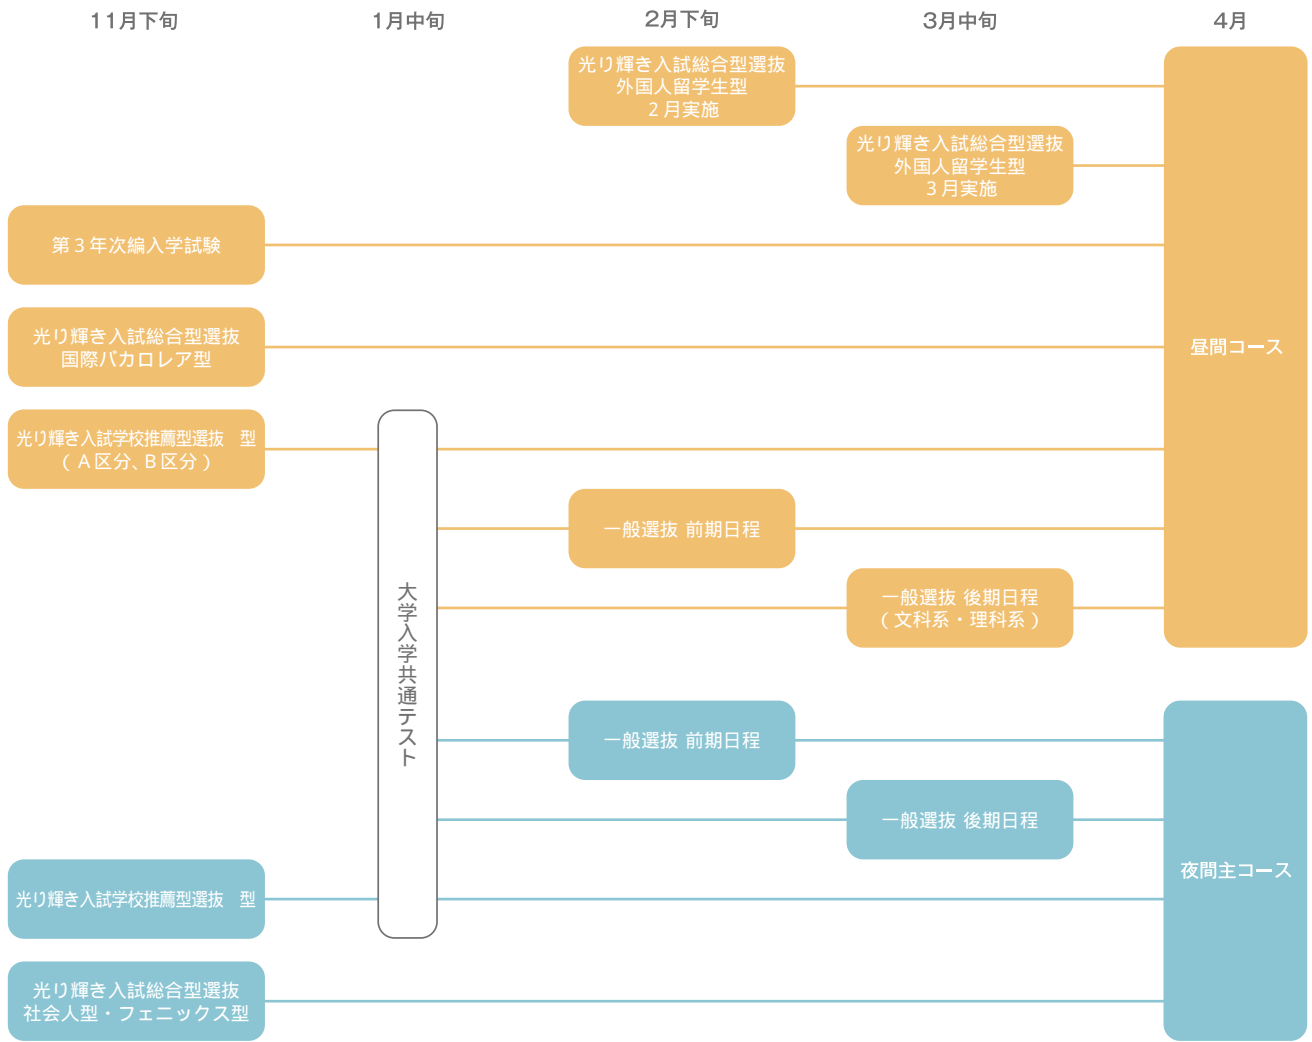 11月下旬
1月中旬
2月下旬
3月中旬
4月
光り輝き入試総合型選抜
外国人留学生型
2月実施
光り輝き入試総合型選抜
外国人留学生型
3月実施
第3年次編入学試験
光り輝き入試総合型選抜
国際バカロレア型
昼間コース
光り輝き入試学校推薦型選抜　型
(A区分、B区分)
大学入学共通テスト
一般選抜 前期日程
一般選抜 後期日程
(文科系・理科系)
一般選抜 前期日程
一般選抜 後期日程
夜間主コース
光り輝き入試学校推薦型選抜　型
光り輝き入試総合型選抜
社会人型・フェニックス型